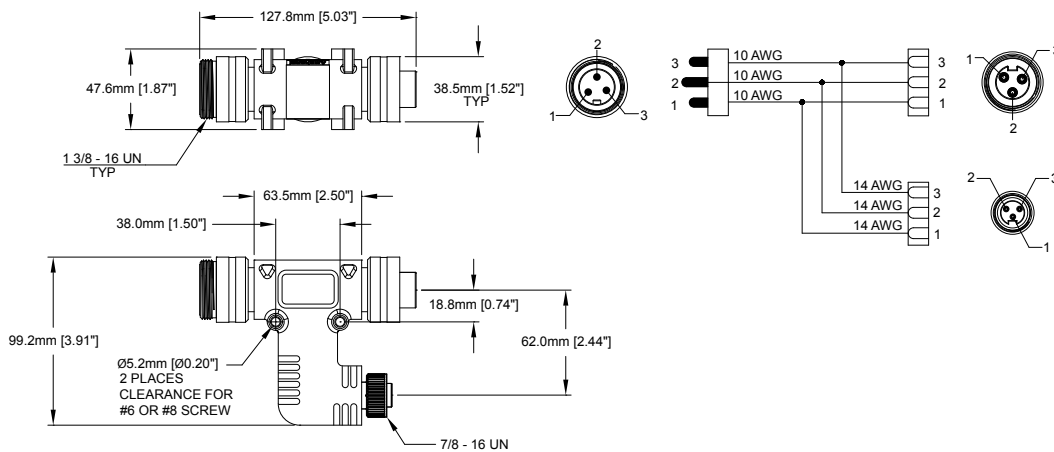 127.8mm [5.03"]
47.6mm [1.87"]
38.5mm [1.52"]
TYP
1 3/8 - 16 UN
TYP
2
1
3
3
2
1
10 AWG
10 AWG
10 AWG
3
2
1
1
3
2
14 AWG
14 AWG
14 AWG
3
2
1
2
3
1
63.5mm [2.50"]
38.0mm [1.50"]
99.2mm [3.91"]
18.8mm [0.74"]
62.0mm [2.44"]
Ø5.2mm [Ø0.20"]
2 PLACES
CLEARANCE FOR
#6 OR #8 SCREW
7/8 - 16 UN